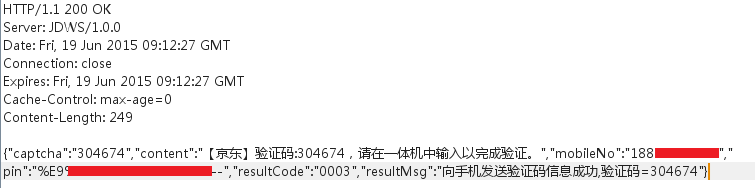 HTTP/1.1 200 OK
Server: JDWS/1.0.0
Date: Fri, 19 Jun 2015 09:12:27 GMT
Connection: close
Expires: Fri, 19 Jun 2015 09:12:27 GMT
Cache-Control: max-age=0
Content-Length: 249
{"captcha":"304674","content":"【京东】验证码:304674，请在一体机中输入以完成验证。","mobileNo":"188","
pin":"%E9--","resultCode":"0003","resultMsg":"向手机发送验证码信息成功,验证码=304674"}